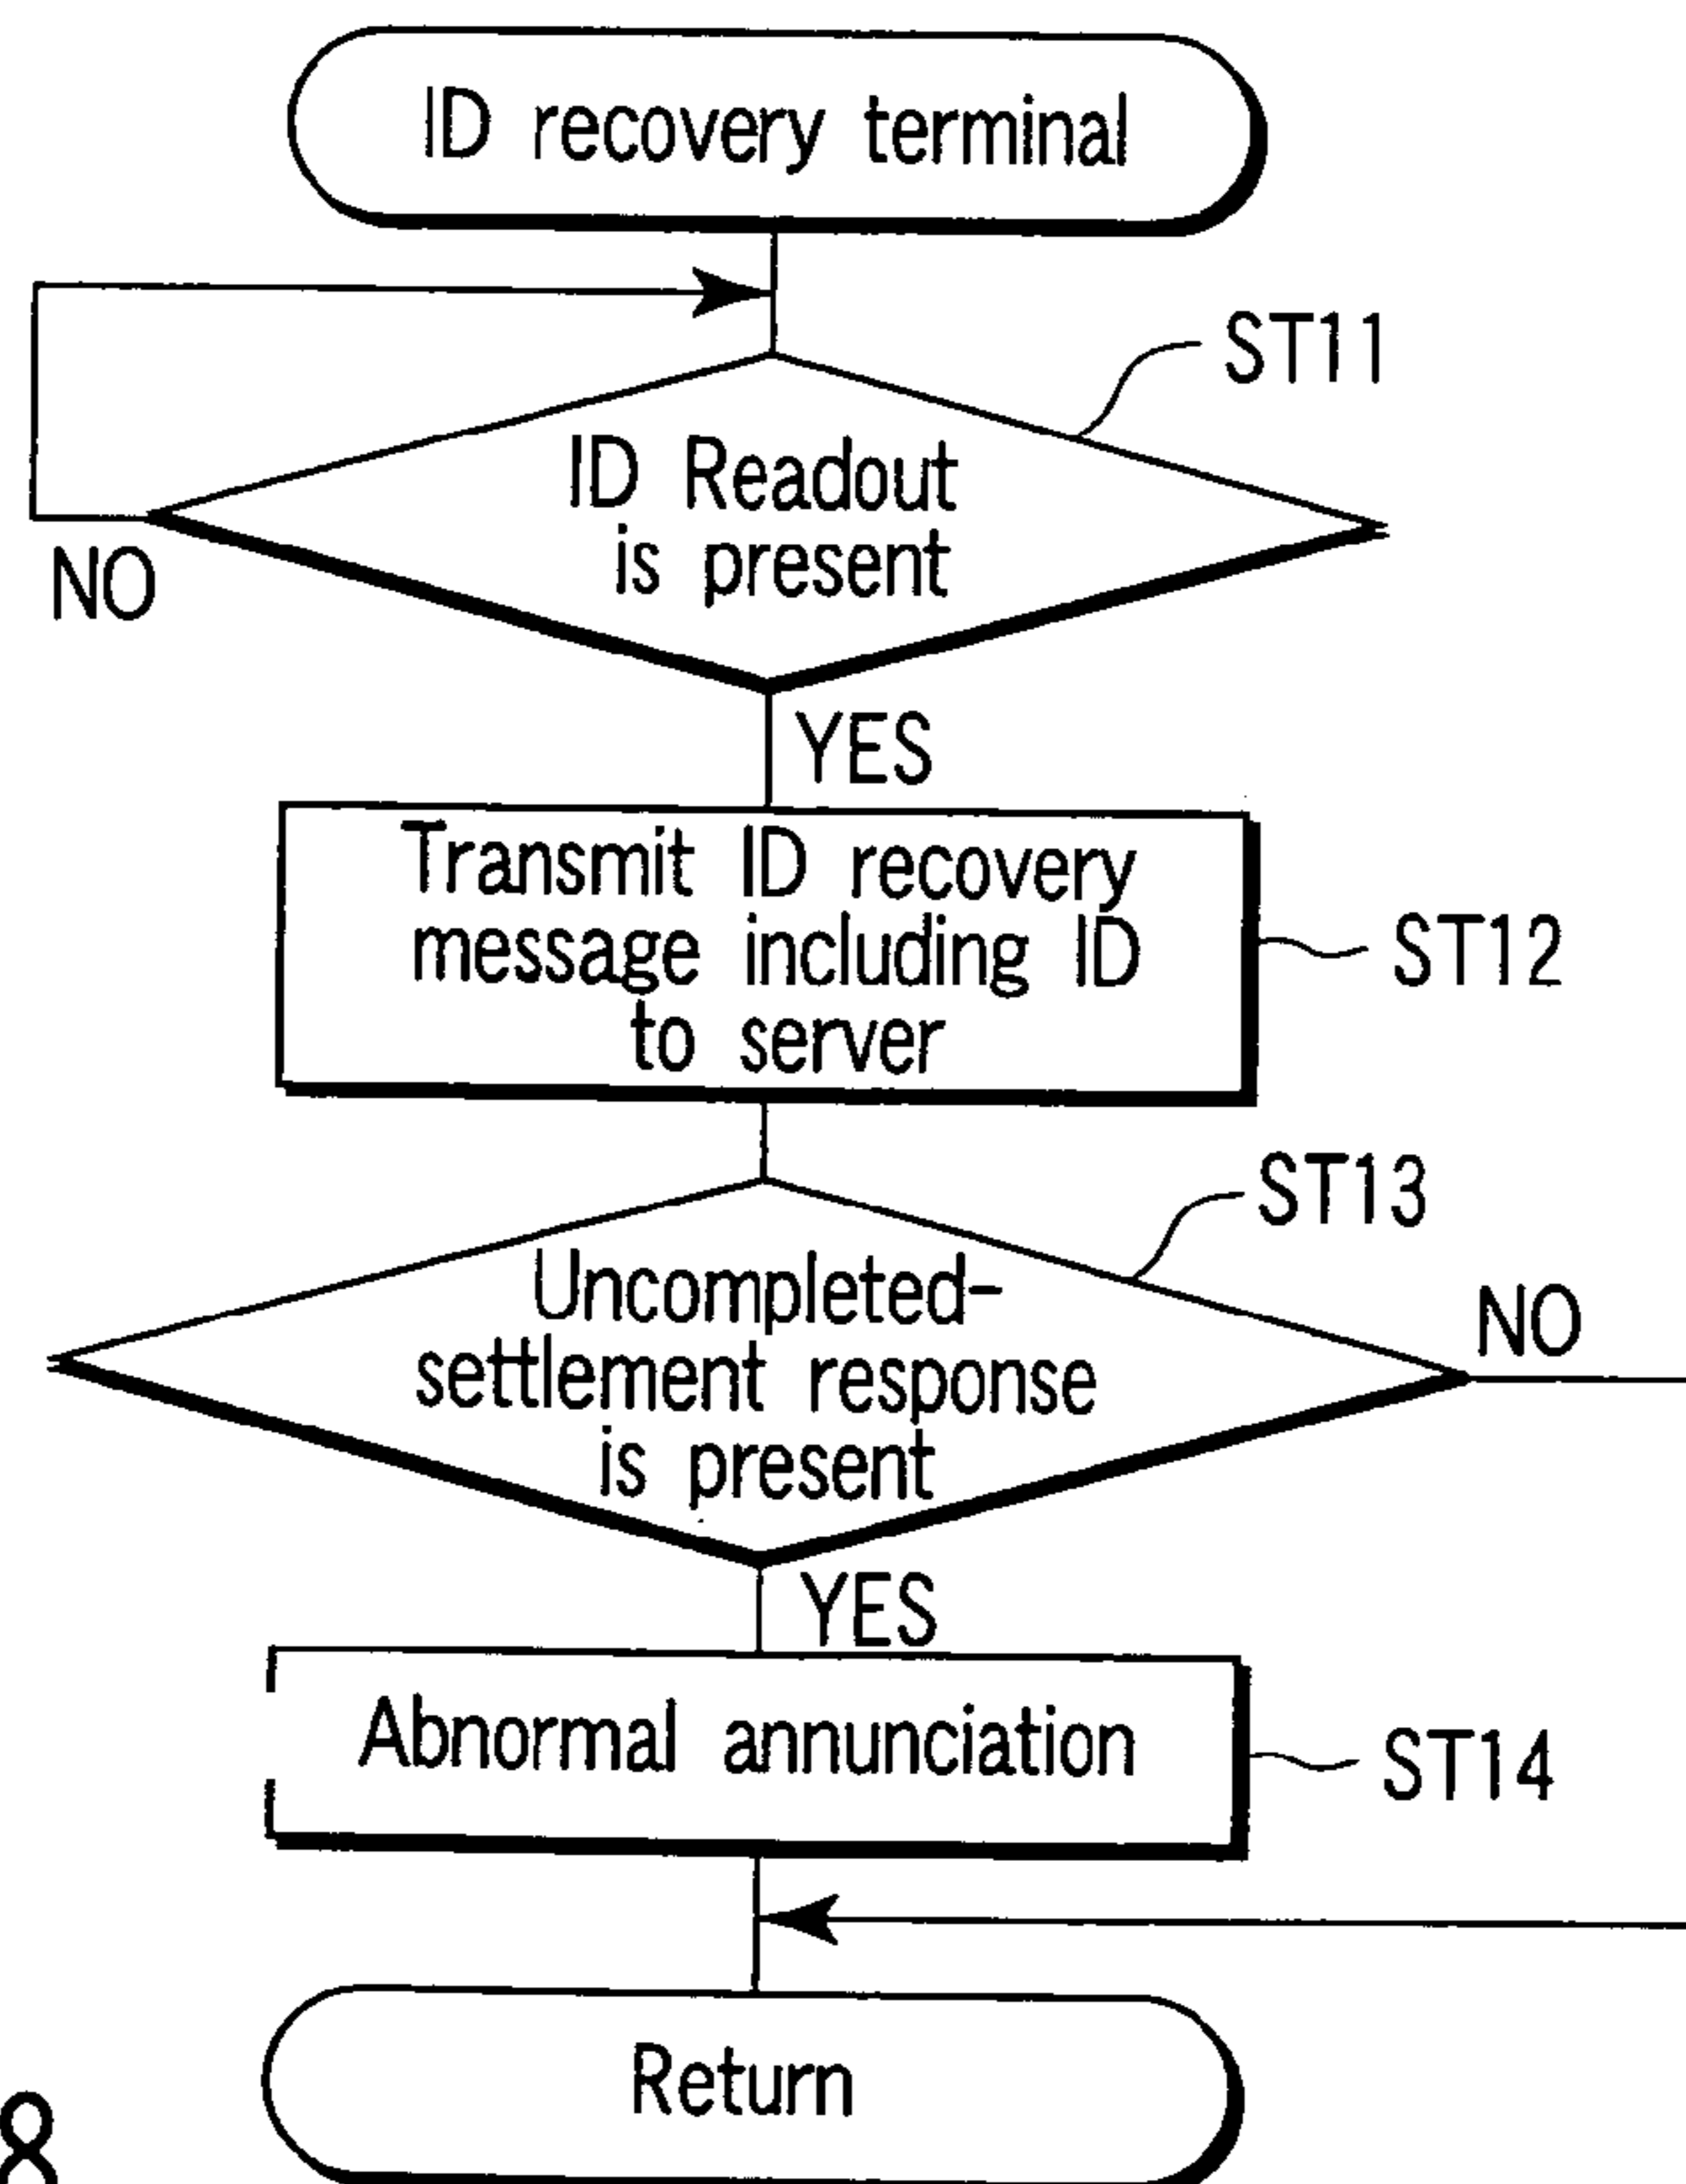 ID recovery terminal
ST11
ID Readout
is present
NO
YES
Transmit ID recovery
message including ID
to server
ST12
ST13
Uncompleted-
settlement response
is present
NO
YES
Abnormal annunciation
ST14
Return
8